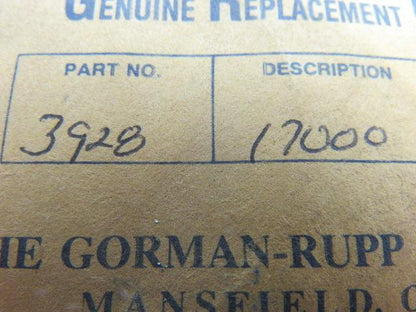 GENUINE REPLACEMENT
PART NO. DESCRIPTION
3928 17000
THE GORMAN-RUPP
MANSFIELD, O